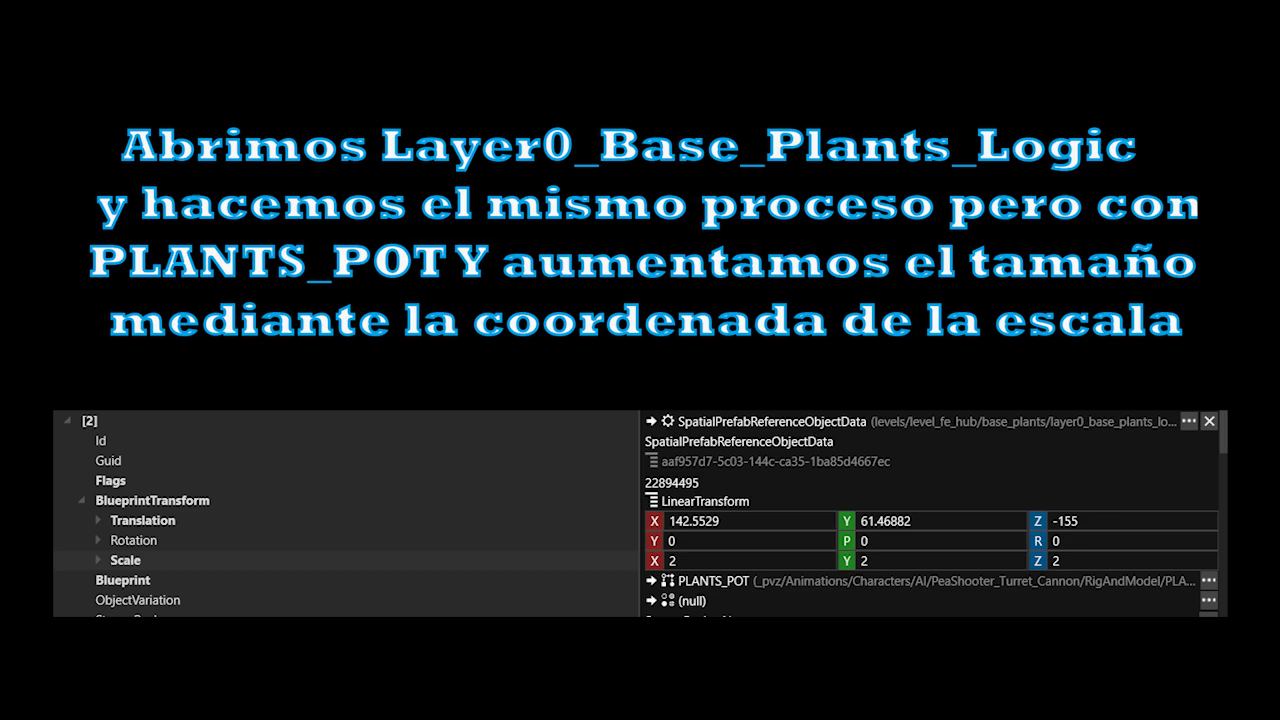 Abrimos Layer0_Base_Plants_Logic
y hacemos el mismo proceso pero con
PLANTS_POT Y aumentamos el tamaño
mediante la coordenada de la escala
[2] SpatialPrefabReferenceObjectData (levels/level_fe_hub/base_plants/layer0_base_plants_lo...
Id SpatialPrefabReferenceObjectData
Guid aaf957d7-5c03-144c-ca35-1ba85d4667ec
Flags 22894495
BlueprintTransform LinearTransform
Translation X 142.5529 Y 61.46882 Z -155
Rotation Y 0 P 0 R 0
Scale X 2 Y 2 Z 2
Blueprint PLANTS_POT (_pvz/Animations/Characters/AI/PeaShooter_Turret_Cannon/RigAndModel/PLA...
ObjectVariation (null)